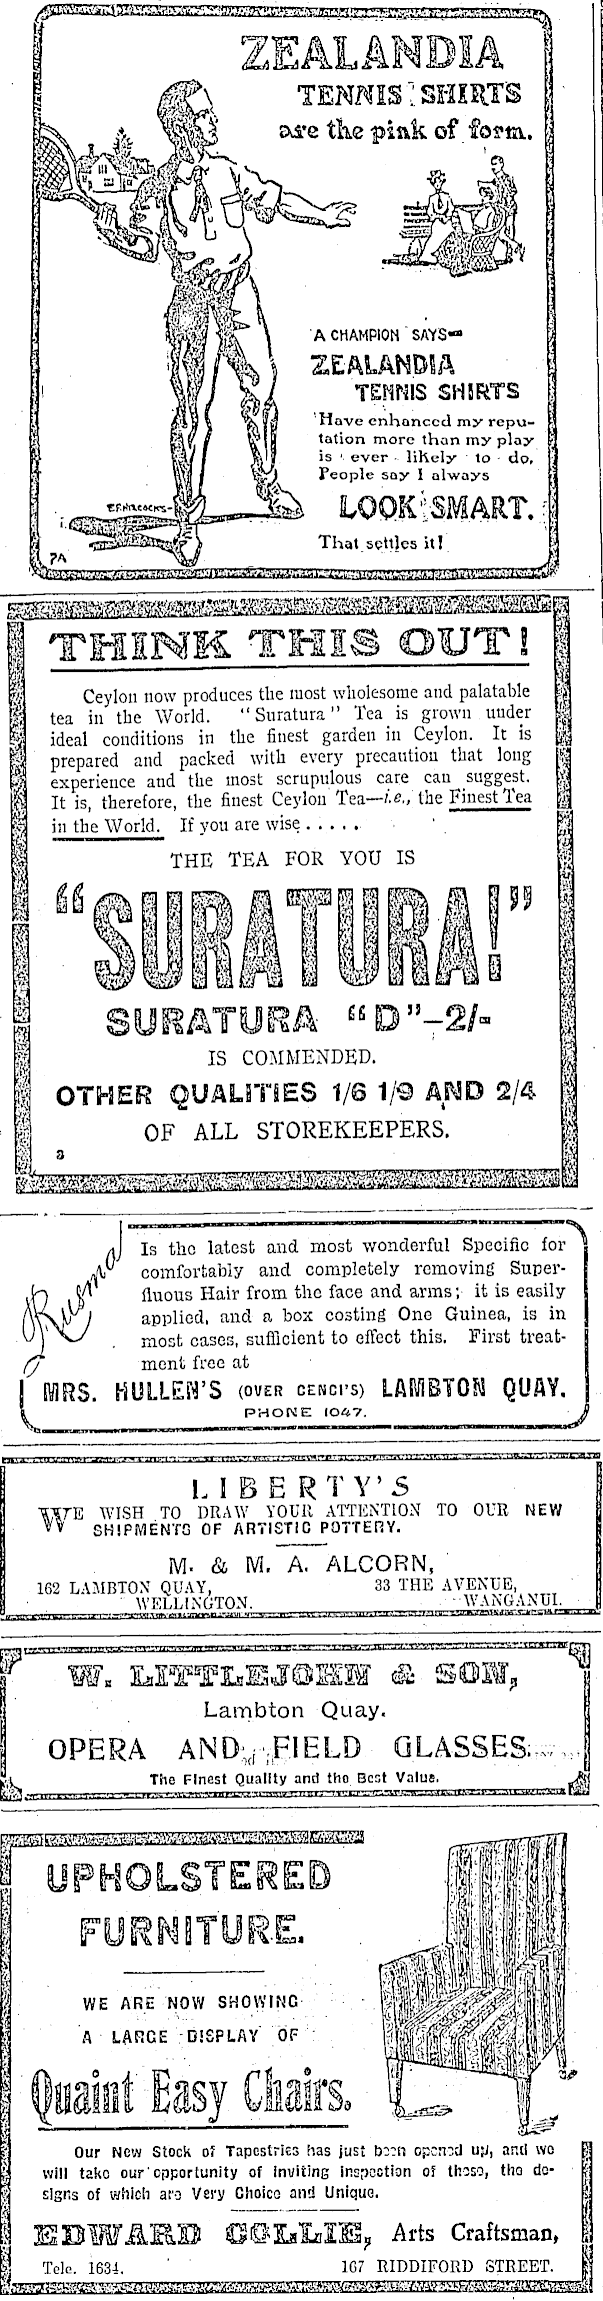 ZEALANDIA
TENNIS SHIRTS
are the pink of form.
A CHAMPION SAYS—
ZEALANDIA
TENNIS SHIRTS
'Have enhanced my repu-
tation more than my play
is ever likely to do,
People say I always
LOOK SMART.
That settles it!
E.F. HISCOCKS
7A
THINK THIS OUT!
Ceylon now produces the most wholesome and palatable
tea in the World. "Suratura" Tea is grown under
ideal conditions in the finest garden in Ceylon. It is
prepared and packed with every precaution that long
experience and the most scrupulous care can suggest.
It is, therefore, the finest Ceylon Tea—i.e., the Finest Tea
in the World. If you are wise.....
THE TEA FOR YOU IS
"SURATURA!"
SURATURA "D"—2/-
IS COMMENDED.
OTHER QUALITIES 1/6 1/9 AND 2/4
OF ALL STOREKEEPERS.
3
Rusma
Is the latest and most wonderful Specific for
comfortably and completely removing Super-
fluous Hair from the face and arms; it is easily
applied, and a box costing One Guinea, is in
most cases, sufficient to effect this. First treat-
ment free at
MRS. HULLEN'S (OVER CENCI'S) LAMBTON QUAY.
PHONE 1047.
LIBERTY'S
WE WISH TO DRAW YOUR ATTENTION TO OUR NEW
SHIPMENTS OF ARTISTIC POTTERY.
M. & M. A. ALCORN,
162 LAMBTON QUAY, 33 THE AVENUE,
WELLINGTON. WANGANUI.
W. LITTLEJOHN & SON,
Lambton Quay.
OPERA AND FIELD GLASSES.
The Finest Quality and the Best Value.
UPHOLSTERED
FURNITURE.
WE ARE NOW SHOWING
A LARGE DISPLAY OF
Quaint Easy Chairs.
Our New Stock of Tapestries has just been opened up, and we
will take our opportunity of inviting inspection of these, the de-
signs of which are Very Choice and Unique.
EDWARD COLLIE, Arts Craftsman,
Tele. 1634. 167 RIDDIFORD STREET.